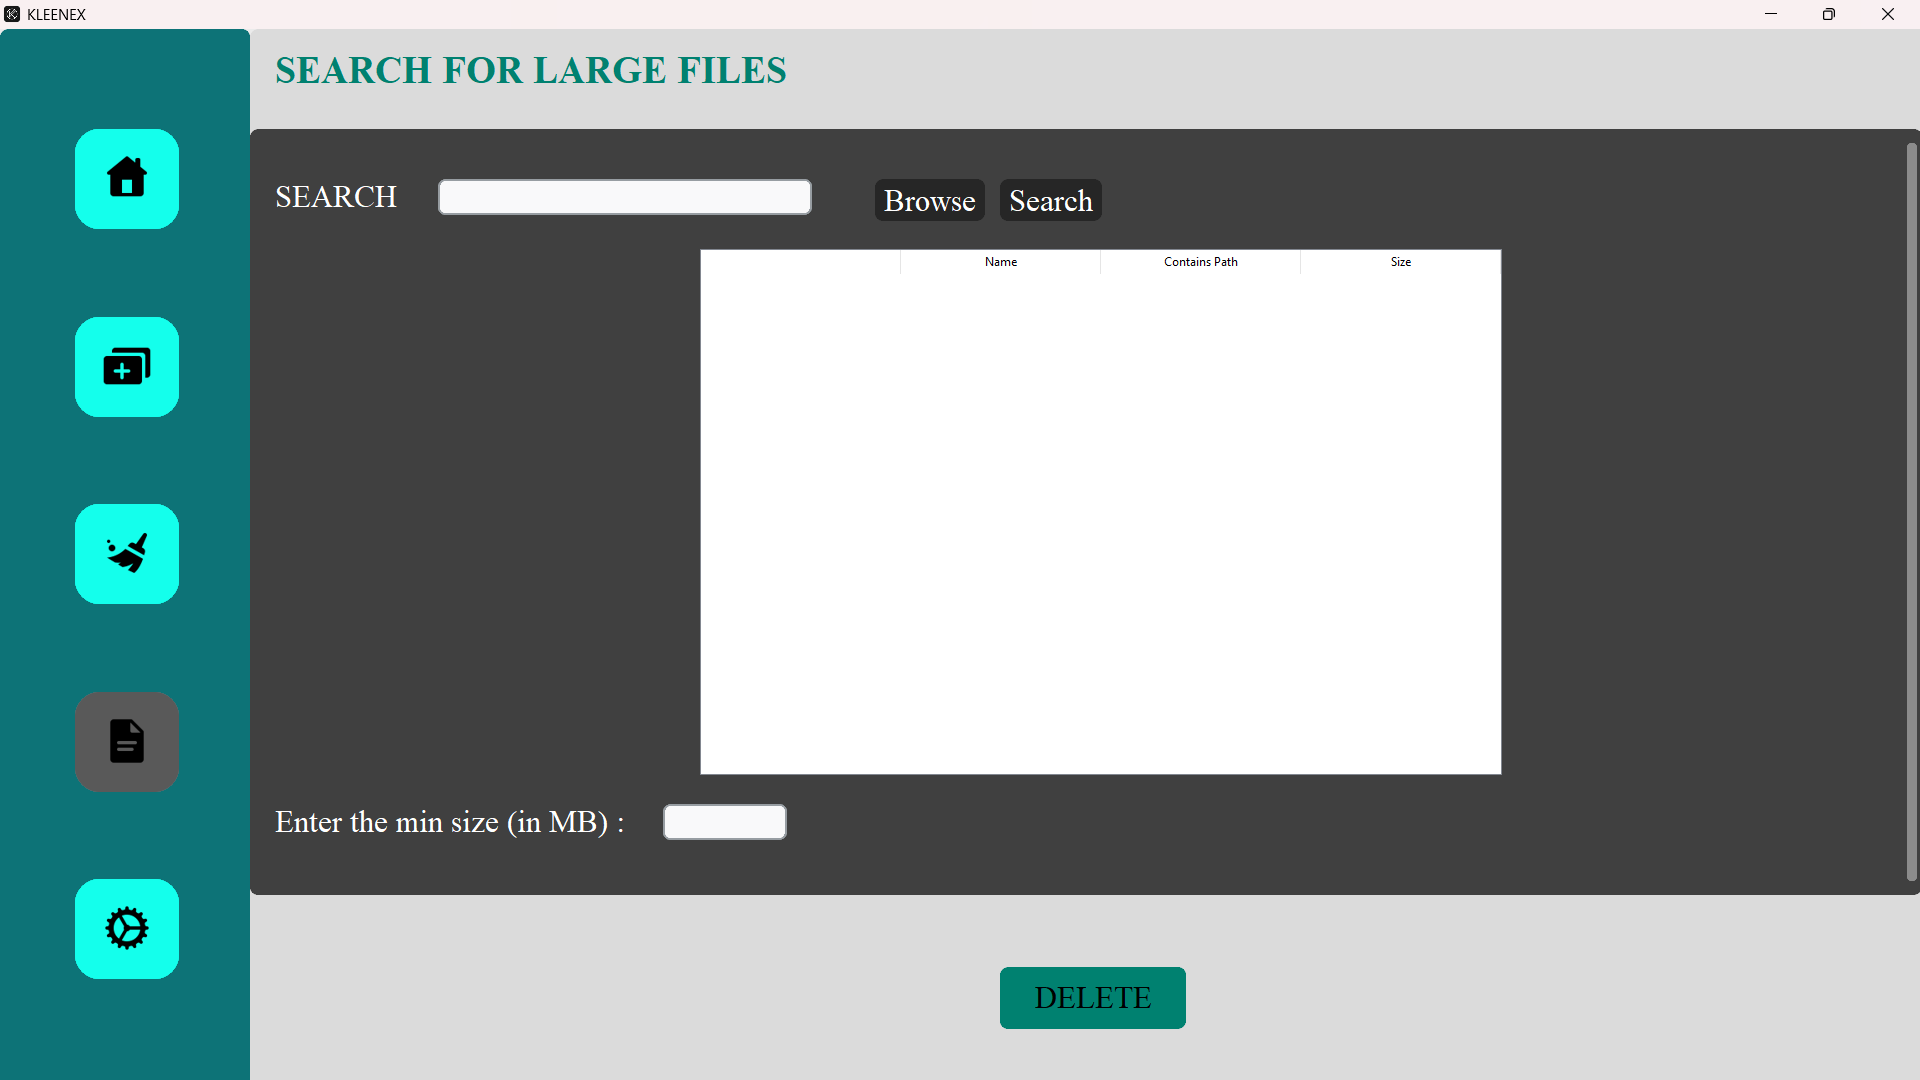 KLEENEX
SEARCH FOR LARGE FILES
SEARCH
Browse
Search
Name
Contains Path
Size
Enter the min size (in MB) :
DELETE